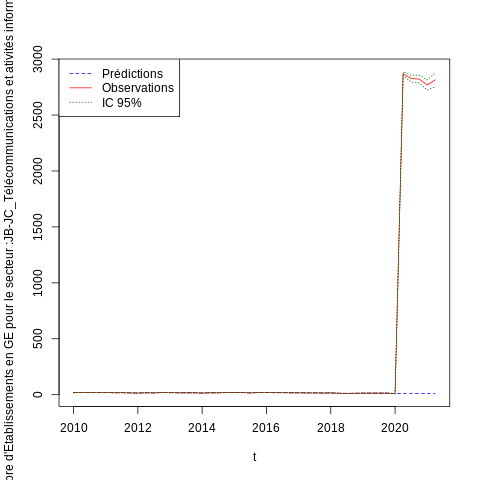 Prédictions
Observations
IC 95%
bre d'Etablissements en GE pour le secteur :JB-JC_Télécommunications et ativités inform
0
500
1000
1500
2000
2500
3000
2010
2012
2014
2016
2018
2020
t